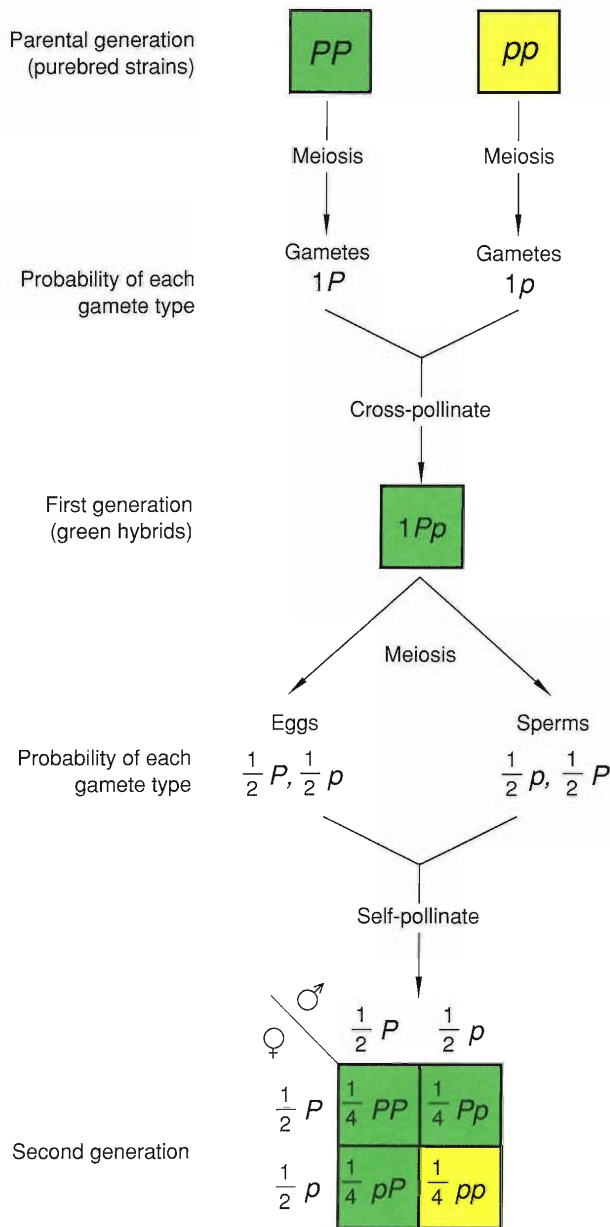 Parental generation
(purebred strains)
PP
pp
Meiosis
Meiosis
Gametes
Gametes
Probability of each
gamete type
1P
1p
Cross-pollinate
First generation
(green hybrids)
1Pp
Meiosis
Eggs
Sperms
Probability of each
gamete type
1/2 P, 1/2 p
1/2 p, 1/2 P
Self-pollinate
♂
♀
1/2 P
1/2 p
1/2 P
1/4 PP
1/4 Pp
Second generation
1/2 p
1/4 pP
1/4 pp